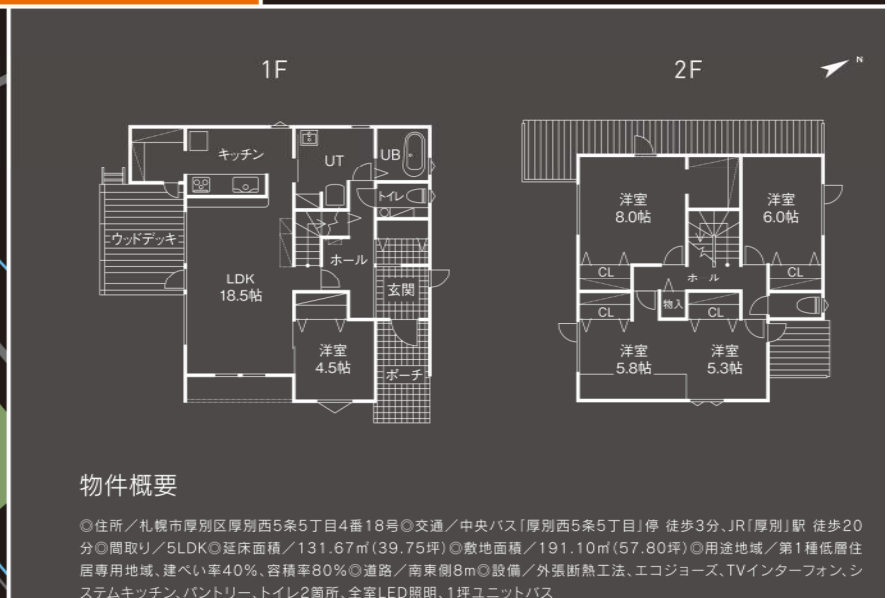 1F
2F
N
キッチン
UT
UB
トイレ
ウッドデッキ
ホール
LDK
18.5帖
玄関
洋室
4.5帖
ポーチ
洋室
8.0帖
洋室
6.0帖
CL
ホール
CL
CL
物入
CL
洋室
5.8帖
洋室
5.3帖
物件概要
◎住所／札幌市厚別区厚別西5条5丁目4番18号◎交通／中央バス「厚別西5条5丁目」停 徒歩3分、JR「厚別」駅 徒歩20
分◎間取り／5LDK◎延床面積／131.67㎡(39.75坪)◎敷地面積／191.10㎡(57.80坪)◎用途地域／第1種低層住
居専用地域、建ぺい率40%、容積率80%◎道路／南東側8m◎設備／外張断熱工法、エコジョーズ、TVインターフォン、シ
ステムキッチン、パントリー、トイレ2箇所、全室LED照明、1坪ユニットバス